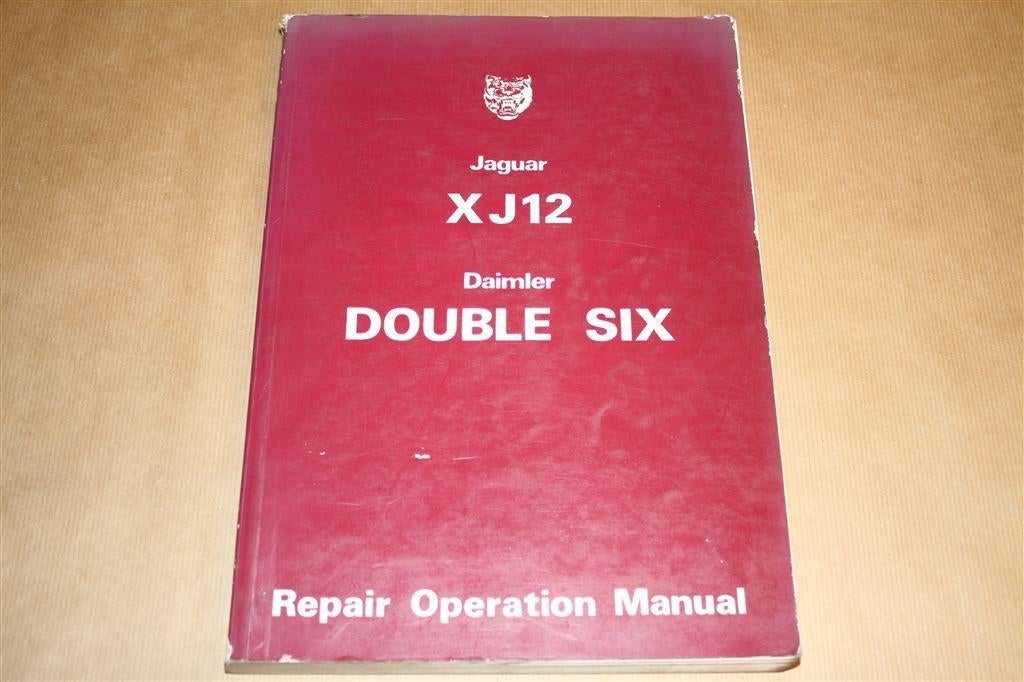 Jaguar
XJ12
Daimler
DOUBLE SIX
Repair Operation Manual